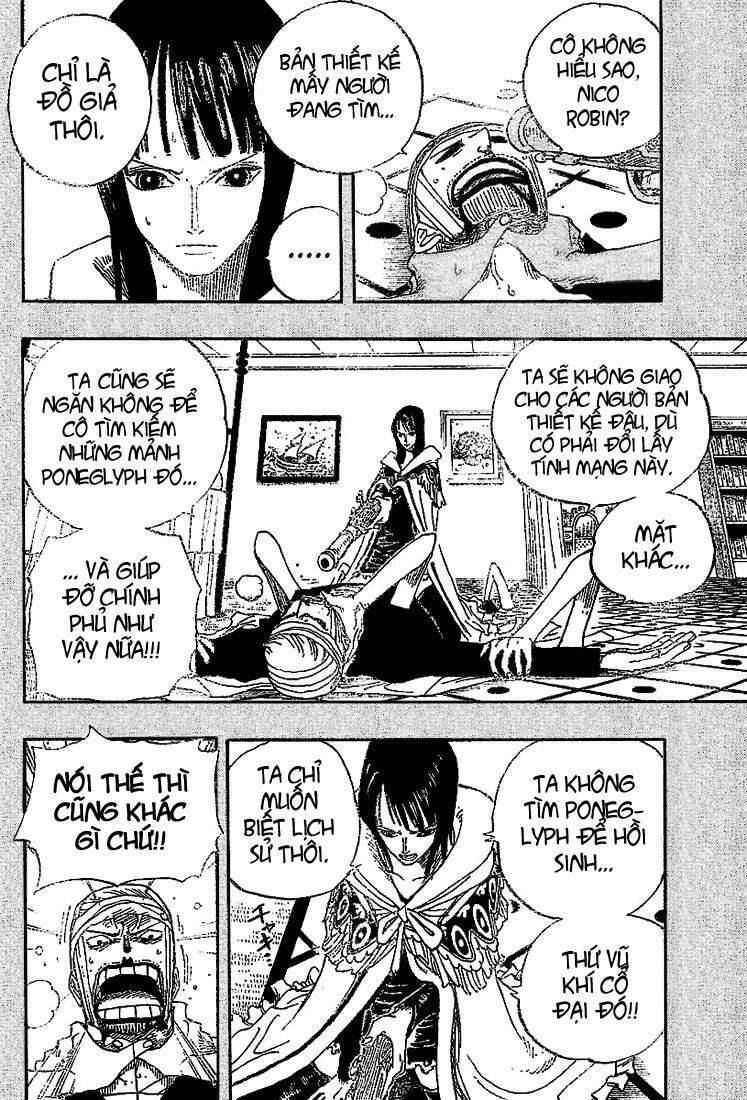 CÔ KHÔNG
HIỂU SAO,
NICO
ROBIN?
BẢN THIẾT KẾ
MẤY NGƯỜI
ĐANG TÌM...
CHỈ LÀ
ĐỒ GIẢ
THÔI.
.....
TA SẼ KHÔNG GIAO
CHO CÁC NGƯƠI BẢN
THIẾT KẾ ĐÂU, DÙ
CÓ PHẢI ĐỔI LẤY
TÍNH MẠNG NÀY.
MẶT
KHÁC...
TA CŨNG SẼ
NGĂN KHÔNG ĐỂ
CÔ TÌM KIẾM
NHỮNG MẢNH
PONEGLYPH ĐÓ...
... VÀ GIÚP
ĐỠ CHÍNH
PHỦ NHƯ
VẬY NỮA!!!
TA KHÔNG
TÌM PONEG-
LYPH ĐỂ HỒI
SINH...
THỨ VŨ
KHÍ CỔ
ĐẠI ĐÓ!!
TA CHỈ
MUỐN
BIẾT LỊCH
SỬ THÔI.
チャ..
NÓI THẾ THÌ
CŨNG KHÁC
GÌ CHỨ!!